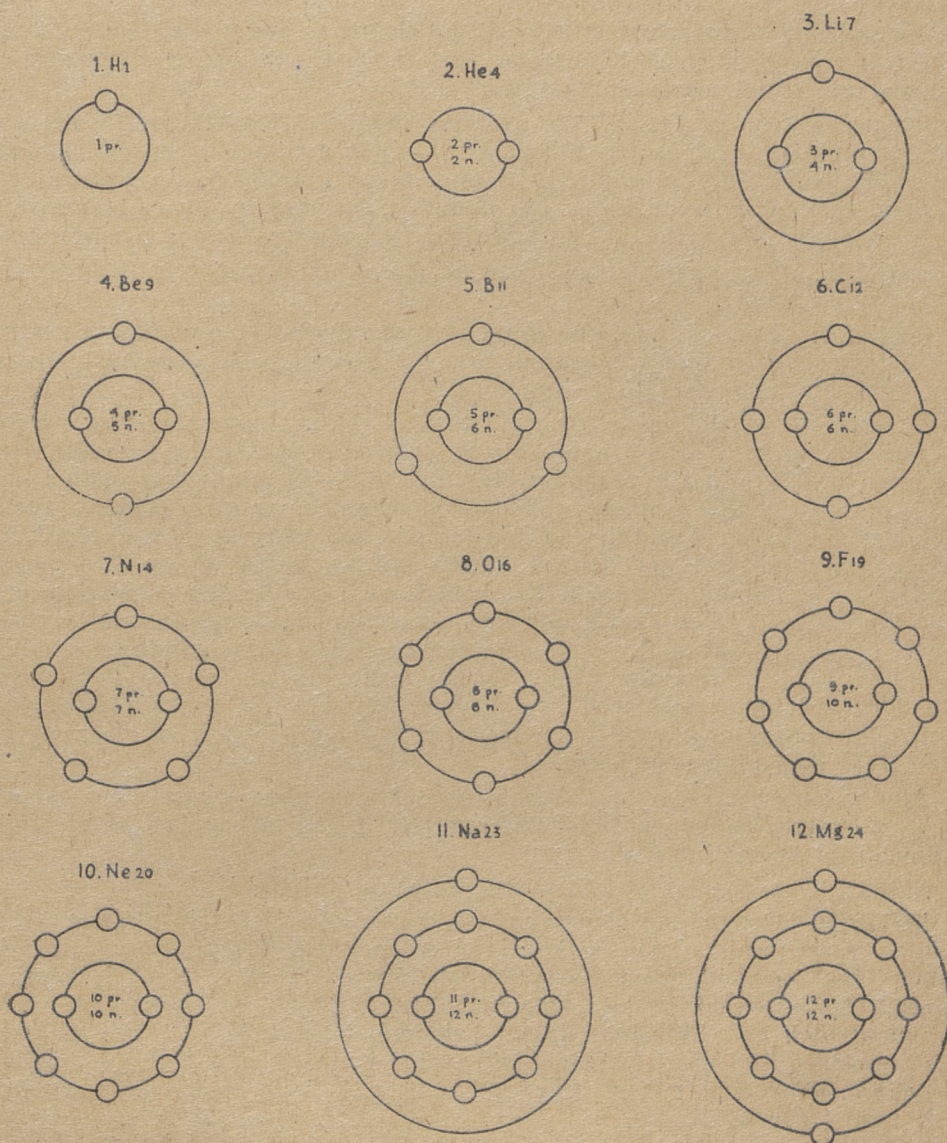 1. H1
1 pr.
2. He4
2 pr.
2 n.
3. Li7
3 pr.
4 n.
4. Be9
4 pr.
5 n.
5. B11
5 pr.
6 n.
6. C12
6 pr.
6 n.
7. N14
7 pr.
7 n.
8. O16
8 pr.
8 n.
9. F19
9 pr.
10 n.
10. Ne20
10 pr.
10 n.
11. Na23
11 pr.
12 n.
12. Mg24
12 pr
12 n.